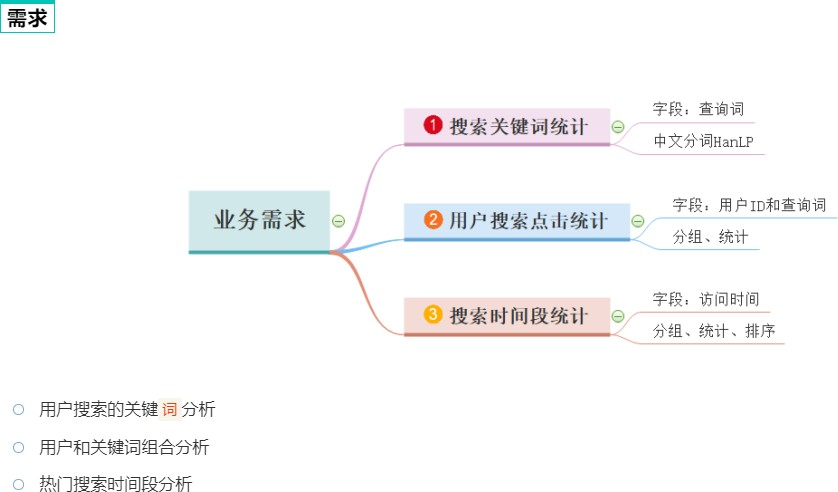 需求
业务需求
1 搜索关键词统计
字段：查询词
中文分词HanLP
2 用户搜索点击统计
字段：用户ID和查询词
分组、统计
3 搜索时间段统计
字段：访问时间
分组、统计、排序
用户搜索的关键词分析
用户和关键词组合分析
热门搜索时间段分析